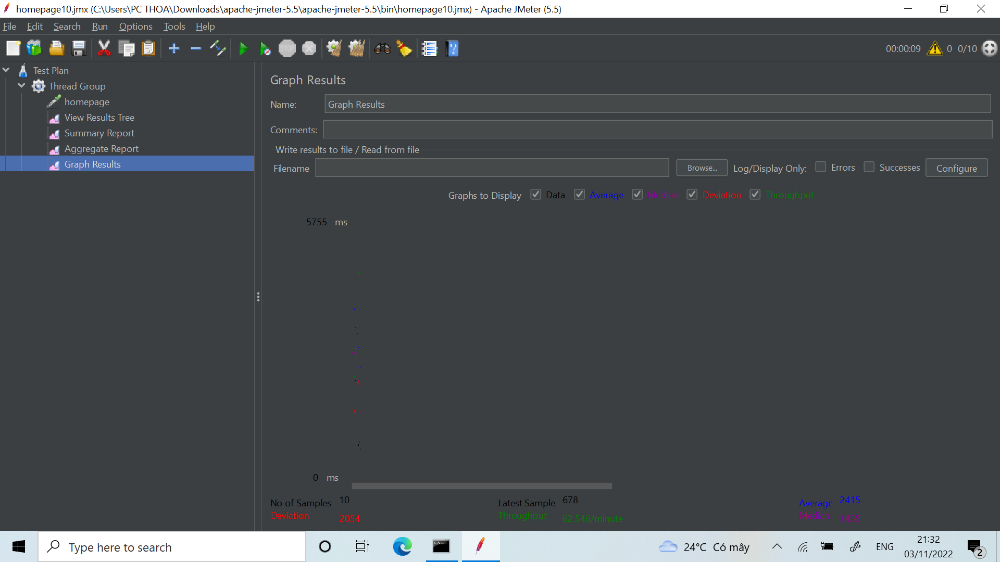 homepage10.jmx (C:\Users\PC THOA\Downloads\apache-jmeter-5.5\apache-jmeter-5.5\bin\homepage10.jmx) - Apache JMeter (5.5)
File Edit Search Run Options Tools Help
STOP
00:00:09 0 0/10
Test Plan
Thread Group
homepage
View Results Tree
Summary Report
Aggregate Report
Graph Results
Graph Results
Name: Graph Results
Comments:
Write results to file / Read from file
Filename Browse... Log/Display Only: Errors Successes Configure
Graphs to Display Data Average Median Deviation Throughput
5755 ms
0 ms
No of Samples 10 Latest Sample 678 Average 2415
Deviation 2054 Throughput 62.546/minute Median 1455
Type here to search
24°C Có mây
ENG
21:32
03/11/2022
2